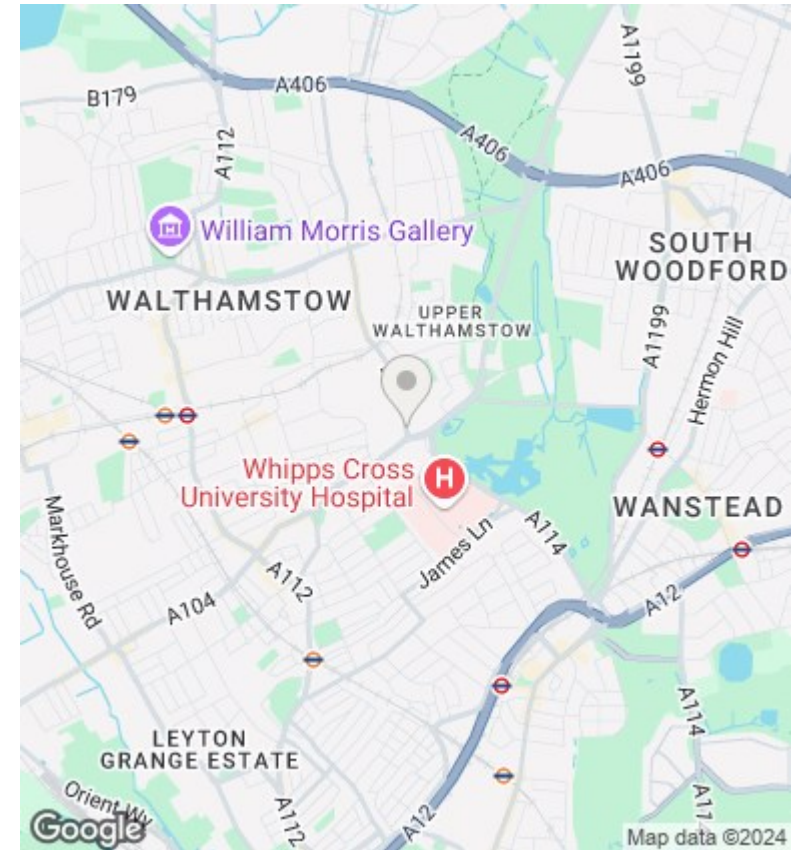 A1199
A406
B179
A112
A406
A406
William Morris Gallery
SOUTH
WOODFORD
WALTHAMSTOW
UPPER
WALTHAMSTOW
A1199
Hermon Hill
Whipps Cross
University Hospital
H
WANSTEAD
A114
James Ln
Markhouse Rd
A112
A104
A12
A114
LEYTON
GRANGE ESTATE
Orient Wy
A112
A12
A11
Google
Map data ©2024